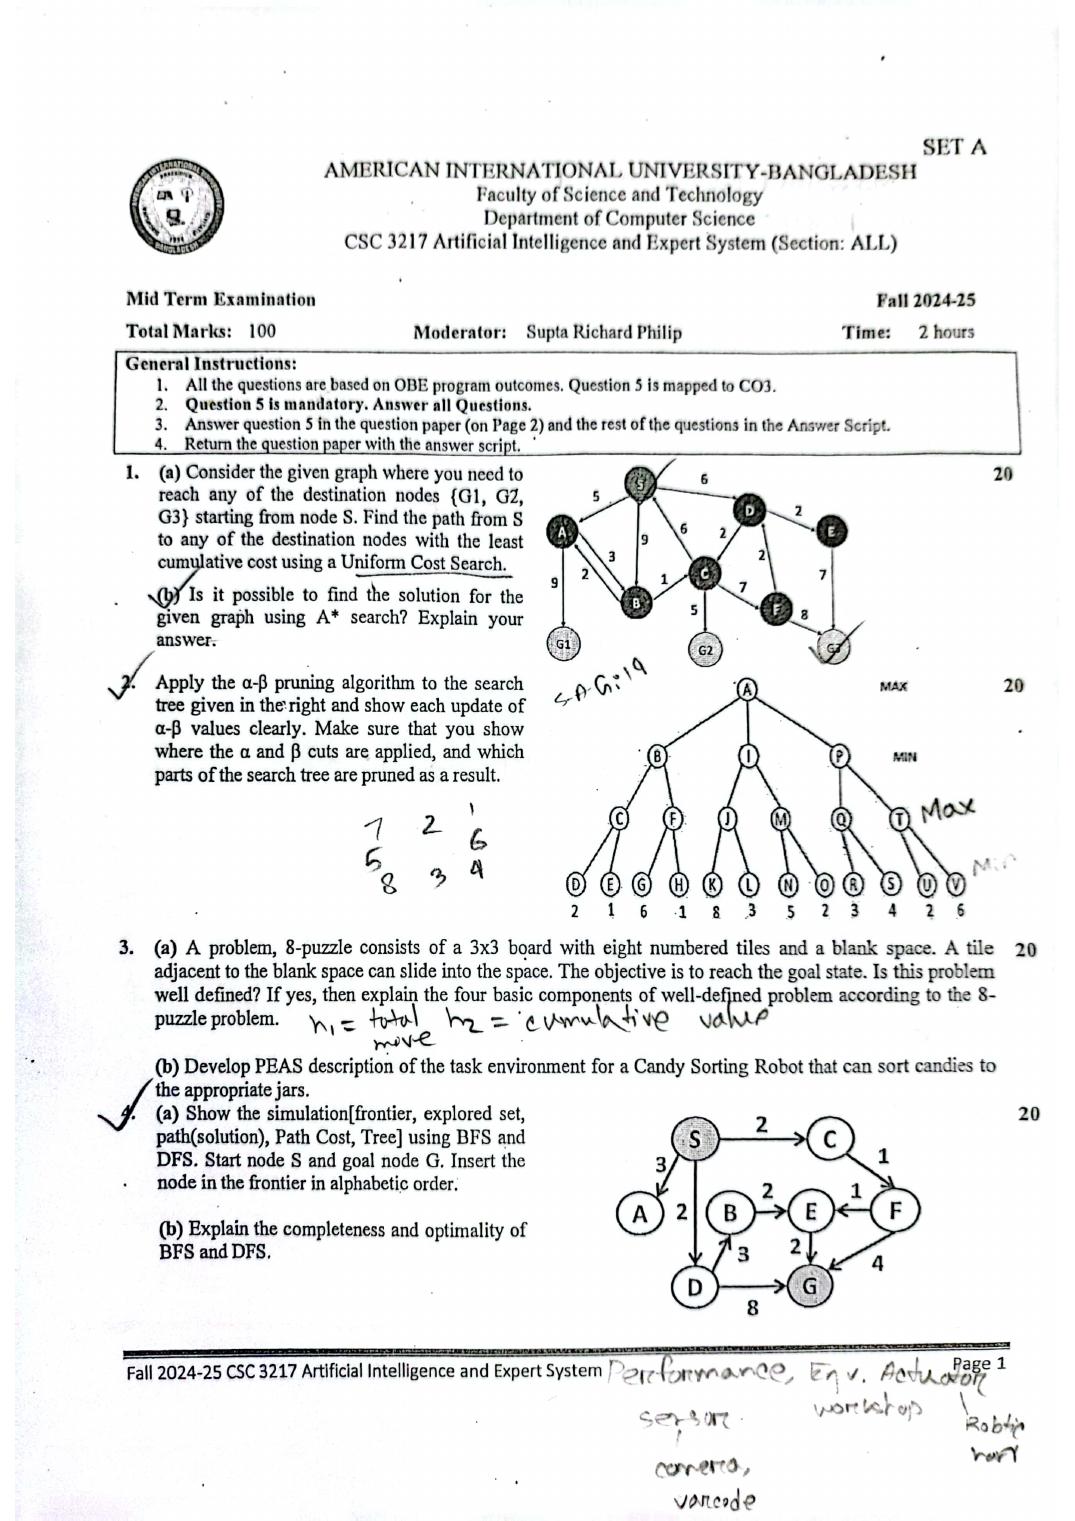 SET A
AMERICAN INTERNATIONAL UNIVERSITY-BANGLADESH
Faculty of Science and Technology
Department of Computer Science
CSC 3217 Artificial Intelligence and Expert System (Section: ALL)
Mid Term Examination Fall 2024-25
Total Marks: 100 Moderator: Supta Richard Philip Time: 2 hours
General Instructions:
1. All the questions are based on OBE program outcomes. Question 5 is mapped to CO3.
2. Question 5 is mandatory. Answer all Questions.
3. Answer question 5 in the question paper (on Page 2) and the rest of the questions in the Answer Script.
4. Return the question paper with the answer script.
1. (a) Consider the given graph where you need to 20
reach any of the destination nodes {G1, G2,
G3} starting from node S. Find the path from S
to any of the destination nodes with the least
cumulative cost using a Uniform Cost Search.
(b) Is it possible to find the solution for the
given graph using A* search? Explain your
answer.
S 6
5 D 2
A 9 6 2 E
3
9 2 1 C 2 7
B 5 7 F 8
G1 G2 G3
S-A-G1:19
2. Apply the α-β pruning algorithm to the search 20
tree given in the right and show each update of
α-β values clearly. Make sure that you show
where the α and β cuts are applied, and which
parts of the search tree are pruned as a result.
A MAX
B I P MIN
C F J M Q T Max
D E G H K L N O R S U V
2 1 6 1 8 3 5 2 3 4 2 6
7 2 1
5 6
8 3 4
3. (a) A problem, 8-puzzle consists of a 3x3 board with eight numbered tiles and a blank space. A tile 20
adjacent to the blank space can slide into the space. The objective is to reach the goal state. Is this problem
well defined? If yes, then explain the four basic components of well-defined problem according to the 8-
puzzle problem. h1 = total h2 = cumulative value
move
(b) Develop PEAS description of the task environment for a Candy Sorting Robot that can sort candies to
the appropriate jars.
4. (a) Show the simulation[frontier, explored set, 20
path(solution), Path Cost, Tree] using BFS and
DFS. Start node S and goal node G. Insert the
node in the frontier in alphabetic order.
(b) Explain the completeness and optimality of
BFS and DFS.
S 2 C
3 1
A 2 B 2 E 1 F
3 2 4
D G
8
Fall 2024-25 CSC 3217 Artificial Intelligence and Expert System Page 1
Performance, Env. Actuator
sensor workshop
camera,